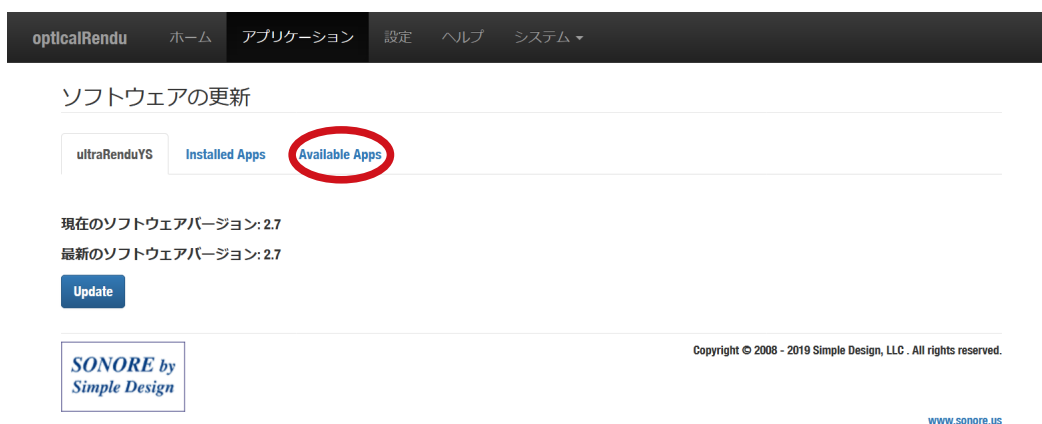 optIcalRendu ホーム アプリケーション 設定 ヘルプ システム
ソフトウェアの更新
ultraRenduYS Installed Apps Available Apps
現在のソフトウェアバージョン: 2.7
最新のソフトウェアバージョン: 2.7
Update
SONORE by
Simple Design
Copyright © 2008 - 2019 Simple Design, LLC . All rights reserved.
www.sonore.us